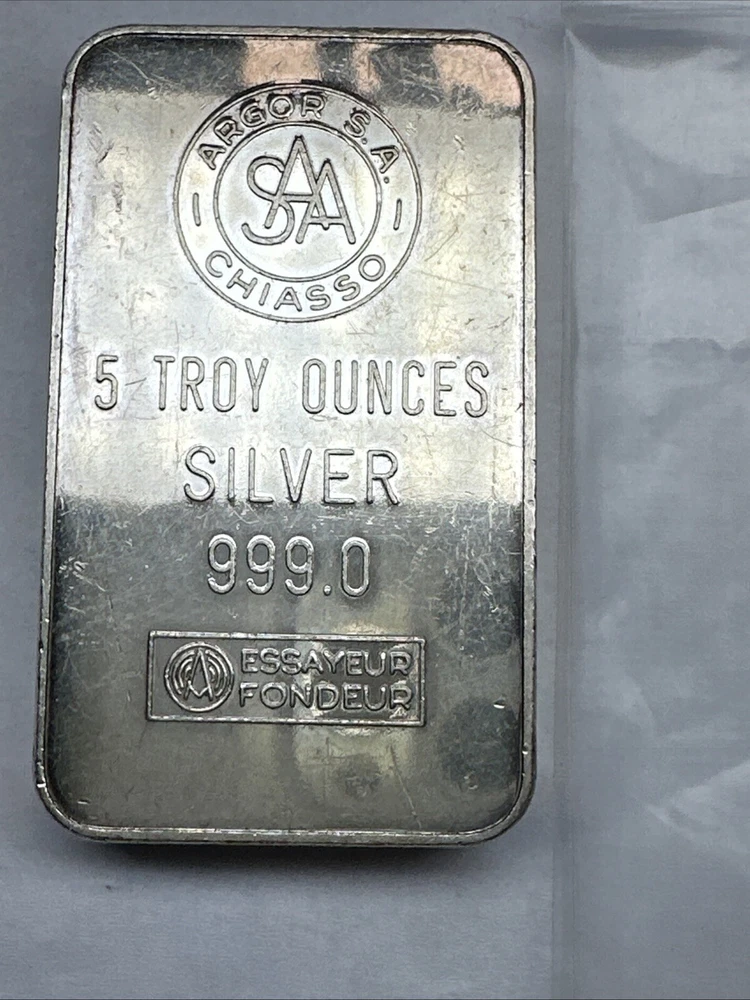 ARGOR S.A.
SAA
CHIASSO
5 TROY OUNCES
SILVER
999.0
ESSAYEUR
FONDEUR